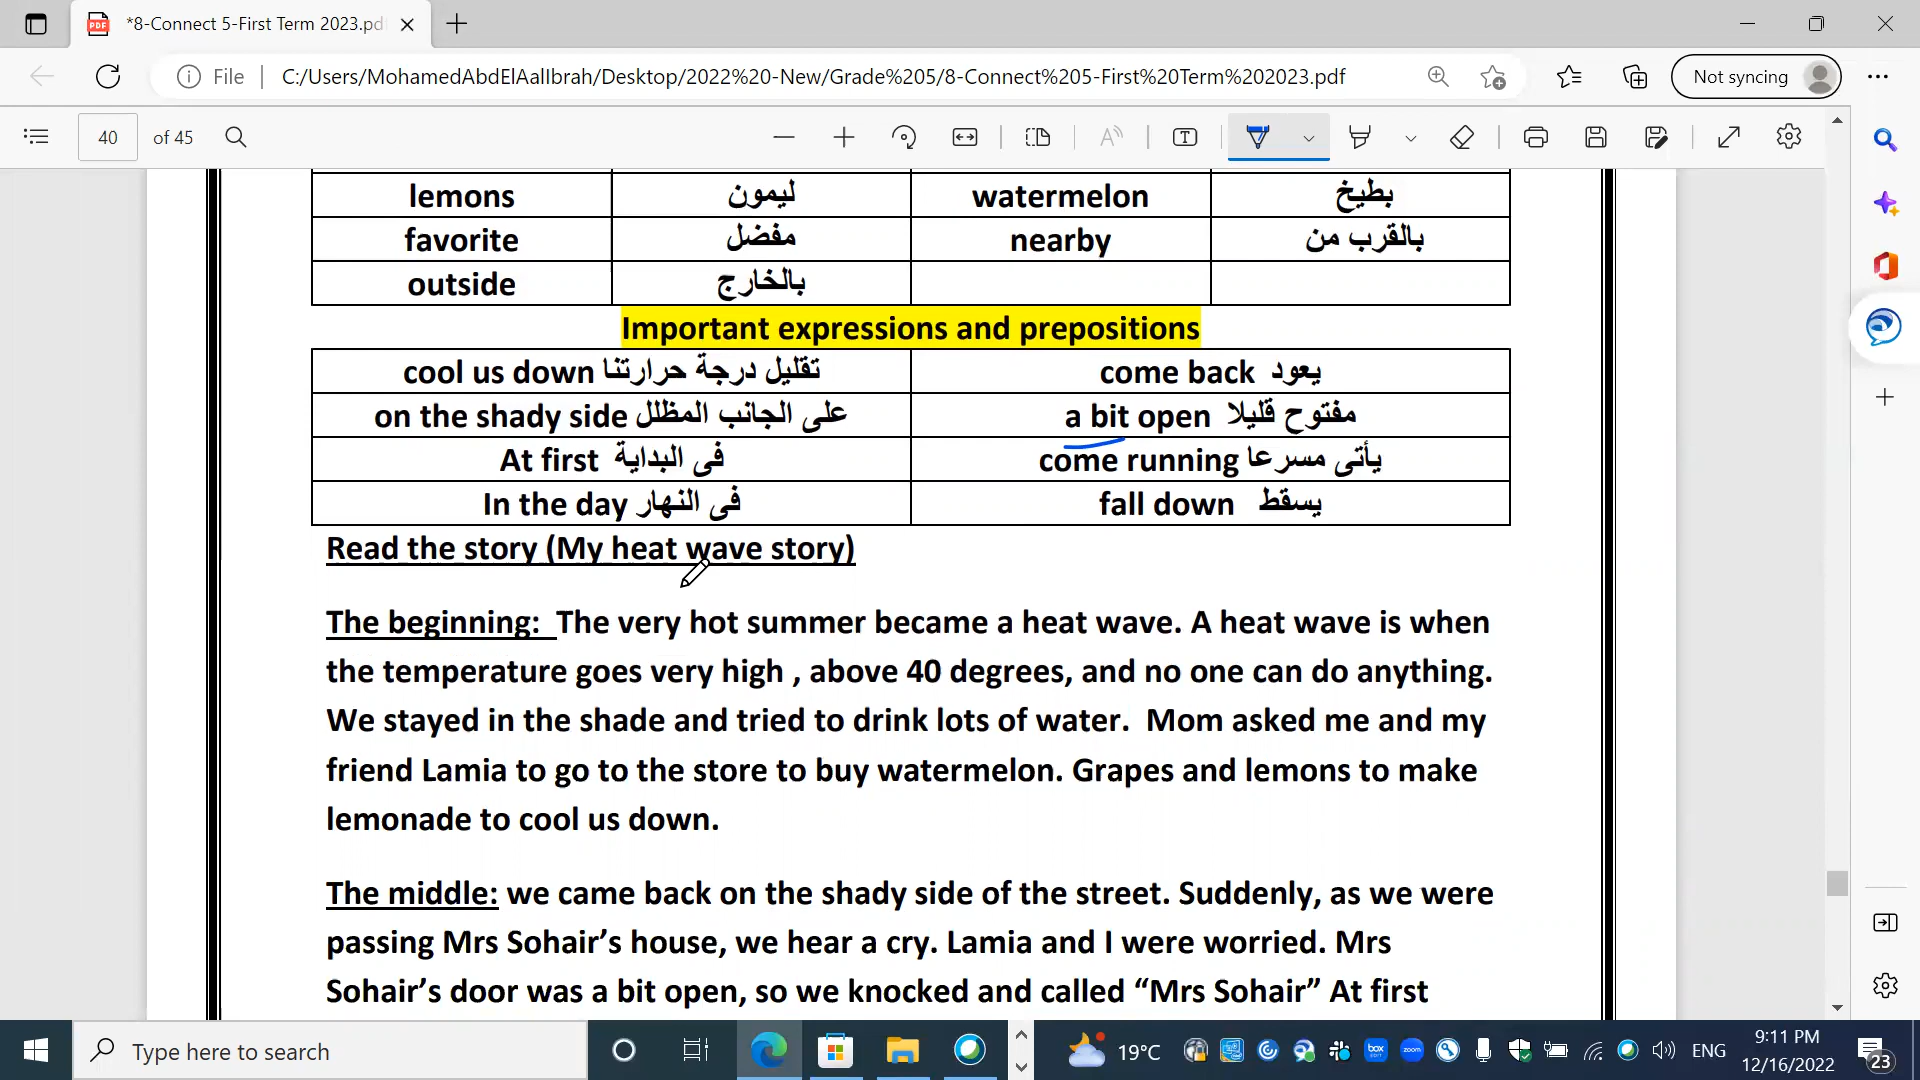 *8-Connect 5-First Term 2023.pd
File C:/Users/MohamedAbdElAalIbrah/Desktop/2022%20-New/Grade%205/8-Connect%205-First%20Term%202023.pdf Not syncing
40 of 45
lemons ليمون watermelon بطيخ
favorite مفضل nearby بالقرب من
outside بالخارج
Important expressions and prepositions
cool us down تقليل درجة حرارتنا come back يعود
on the shady side على الجانب المظلل a bit open مفتوح قليلا
At first فى البداية come running يأتى مسرعا
In the day فى النهار fall down يسقط
Read the story (My heat wave story)
The beginning: The very hot summer became a heat wave. A heat wave is when
the temperature goes very high , above 40 degrees, and no one can do anything.
We stayed in the shade and tried to drink lots of water. Mom asked me and my
friend Lamia to go to the store to buy watermelon. Grapes and lemons to make
lemonade to cool us down.
The middle: we came back on the shady side of the street. Suddenly, as we were
passing Mrs Sohair’s house, we hear a cry. Lamia and I were worried. Mrs
Sohair’s door was a bit open, so we knocked and called “Mrs Sohair” At first
Type here to search 19°C ENG 9:11 PM
12/16/2022 23